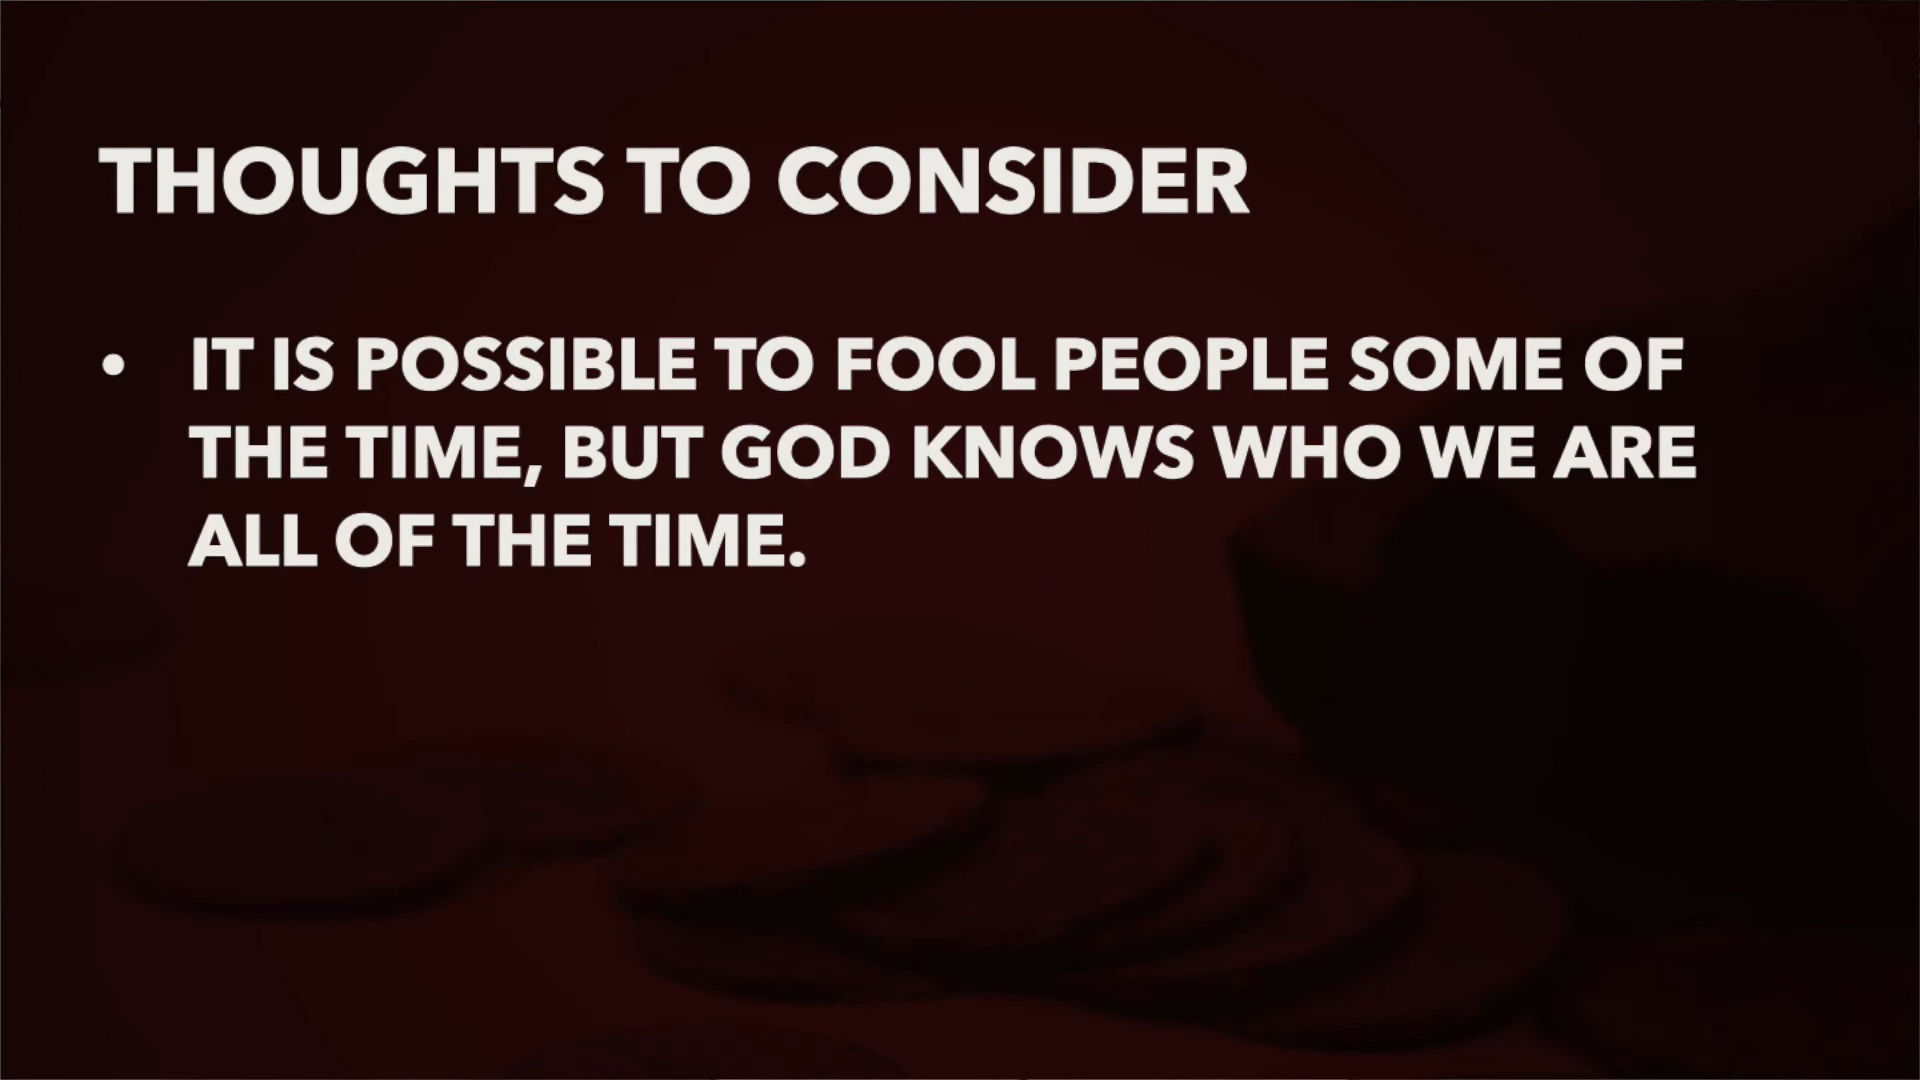 THOUGHTS TO CONSIDER
• IT IS POSSIBLE TO FOOL PEOPLE SOME OF
THE TIME, BUT GOD KNOWS WHO WE ARE
ALL OF THE TIME.